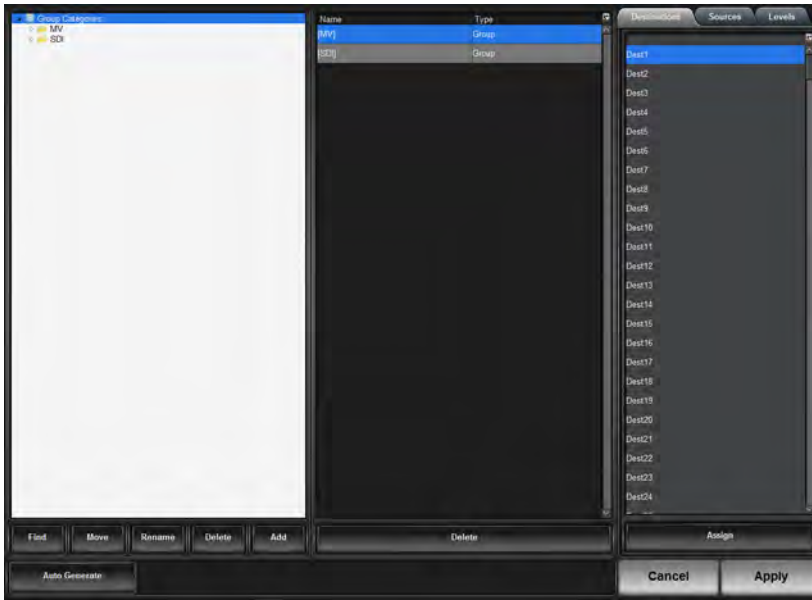 Group Categories
MV
SDI
Name Type
[MV] Group
[SDI] Group
Destinations Sources Levels
Dest1
Dest2
Dest3
Dest4
Dest5
Dest6
Dest7
Dest8
Dest9
Dest10
Dest11
Dest12
Dest13
Dest14
Dest15
Dest16
Dest17
Dest18
Dest19
Dest20
Dest21
Dest22
Dest23
Dest24
Find Move Rename Delete Add
Delete
Assign
Auto Generate
Cancel Apply